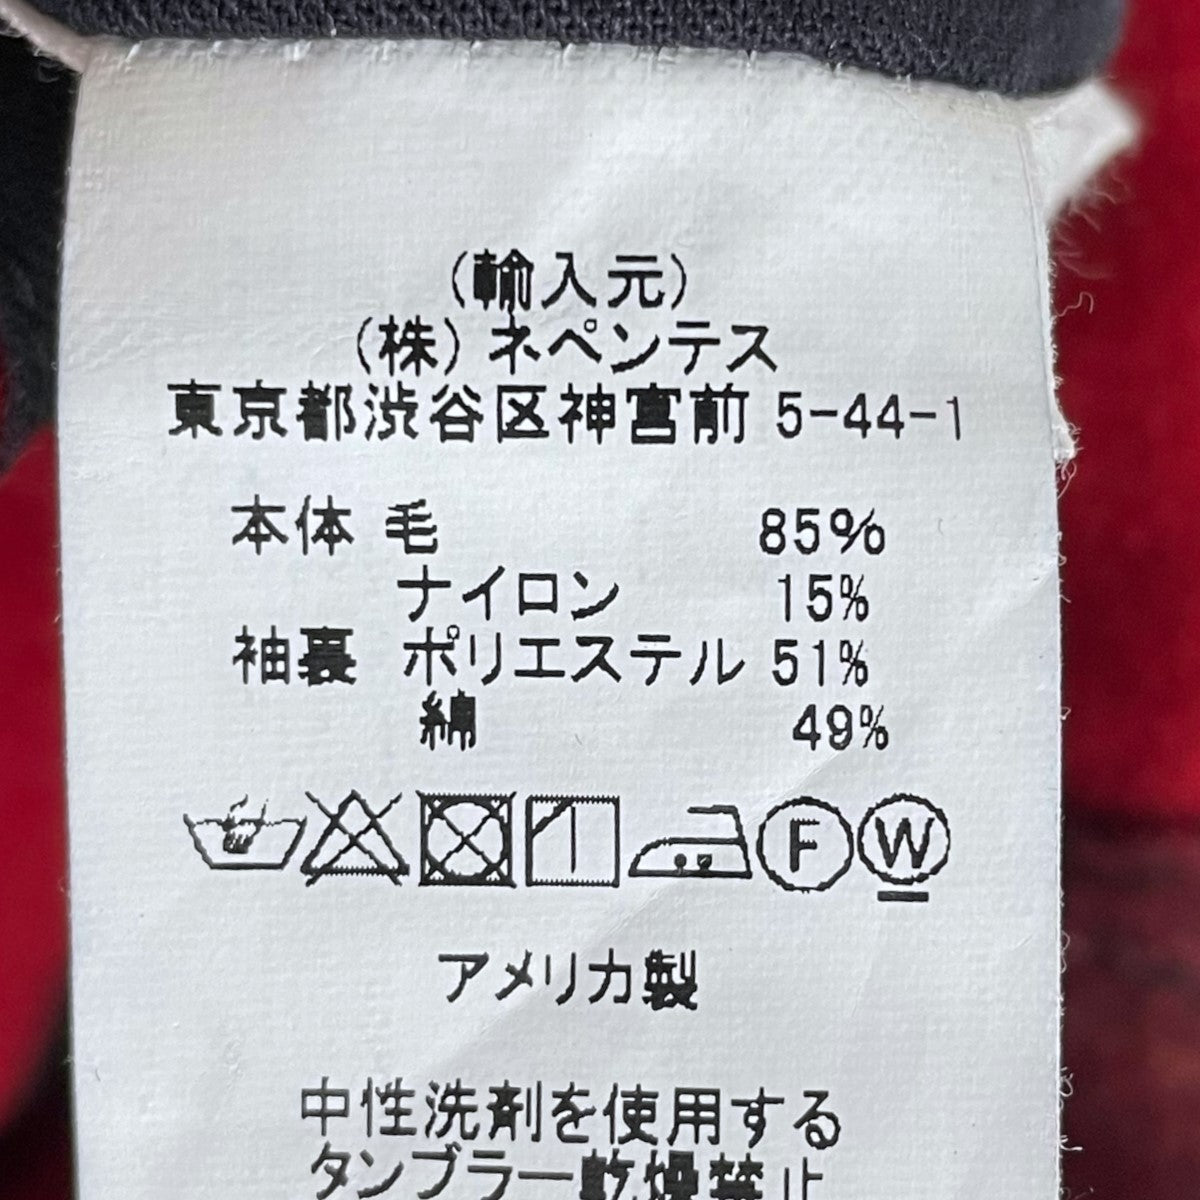 (輸入元)
(株)ネペンテス
東京都渋谷区神宮前 5-44-1
本体 毛 85%
ナイロン 15%
袖裏 ポリエステル 51%
綿 49%
F W
アメリカ製
中性洗剤を使用する
タンブラー乾燥禁止